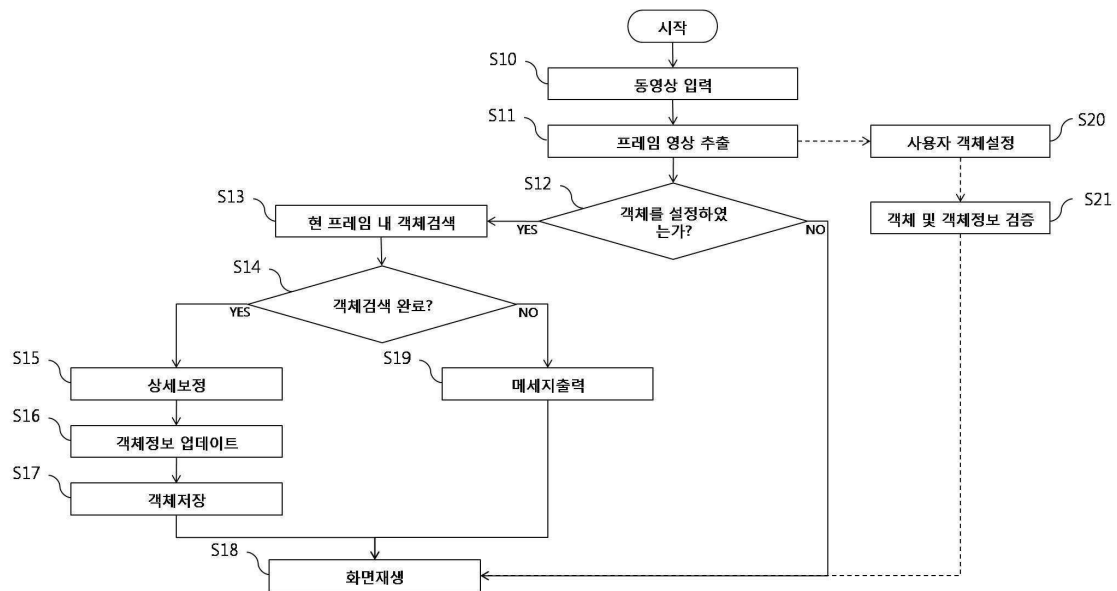 시작
S10
동영상 입력
S11
프레임 영상 추출
S20
사용자 객체설정
S12
객체를 설정하였
는가?
YES
NO
S13
현 프레임 내 객체검색
S21
객체 및 객체정보 검증
S14
객체검색 완료?
YES
NO
S15
상세보정
S19
메세지출력
S16
객체정보 업데이트
S17
객체저장
S18
화면재생